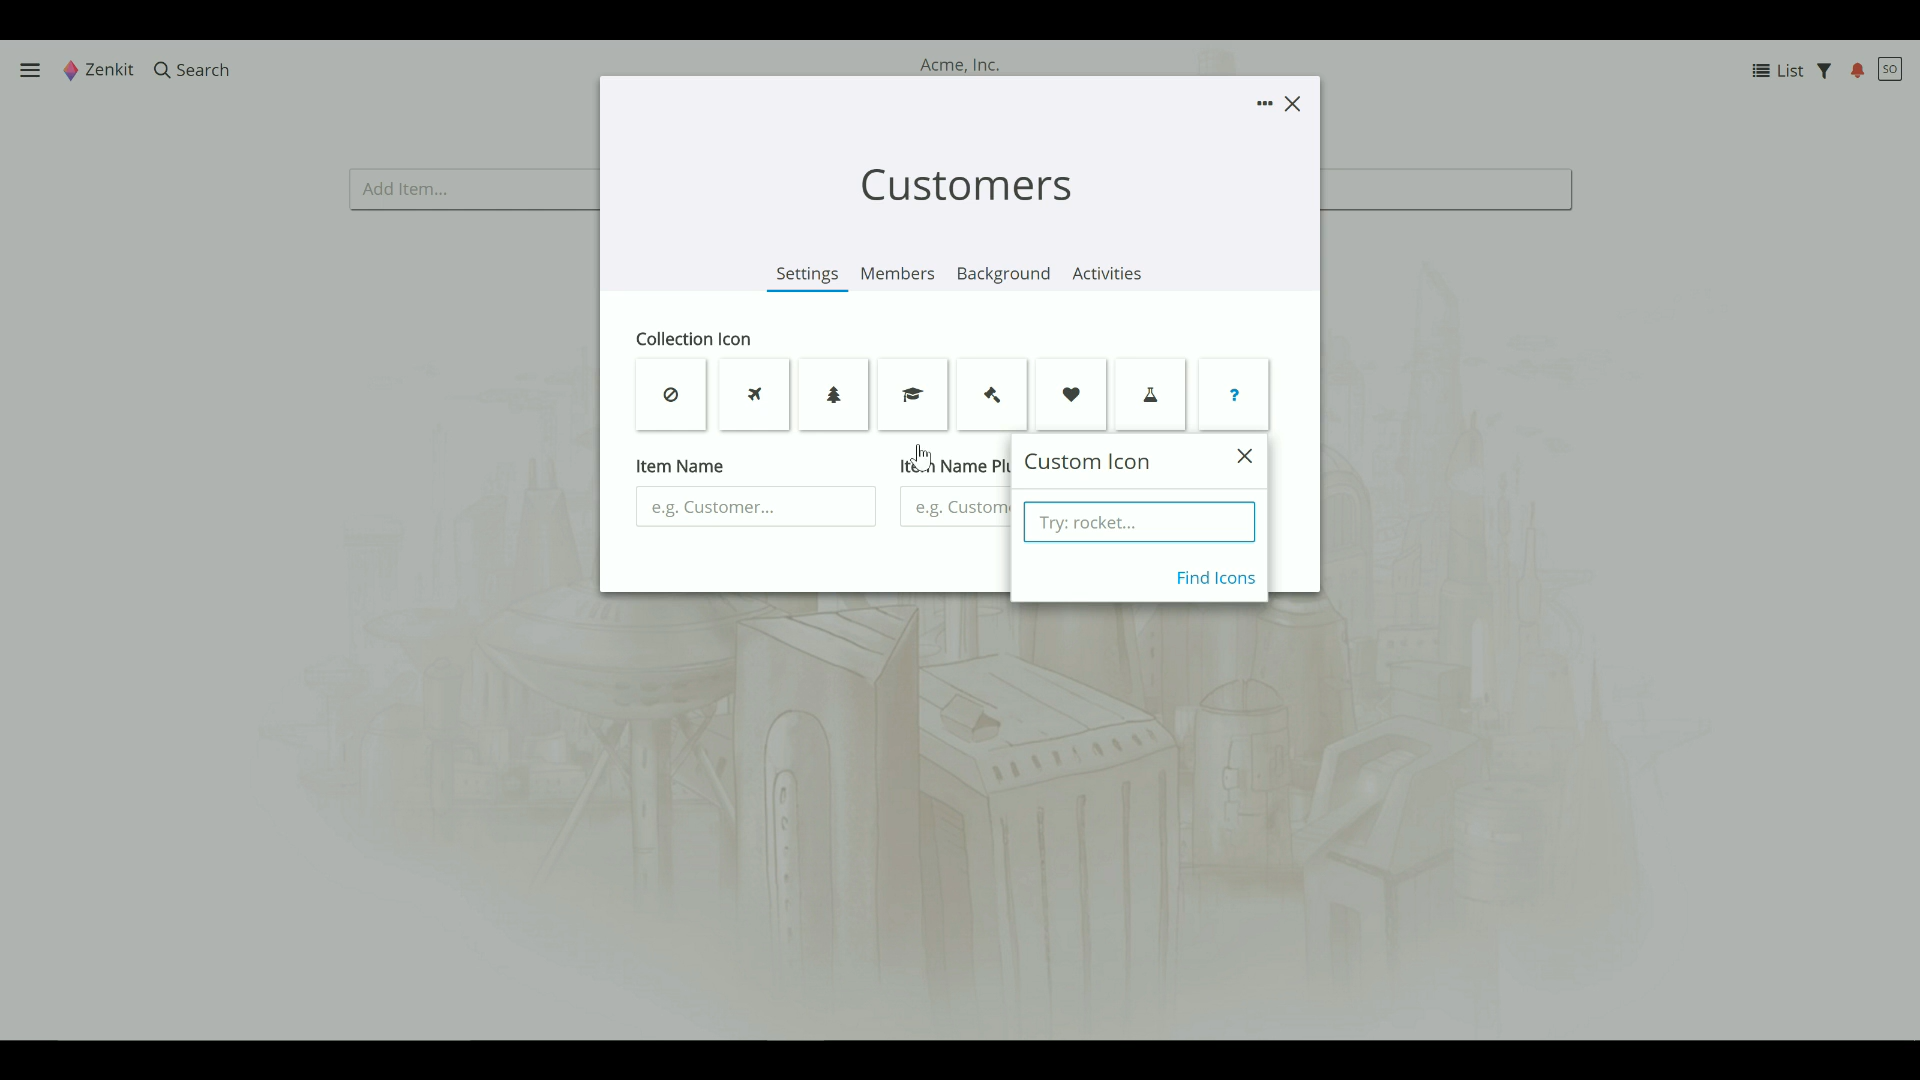 Acme, Inc.
Zenkit
Search
List
SO
Add Item...
Customers
Settings Members Background Activities
Collection Icon
?
Item Name
Name
e.g. Customer...
e.g.
Custom Icon
Try: rocket...
Find Icons